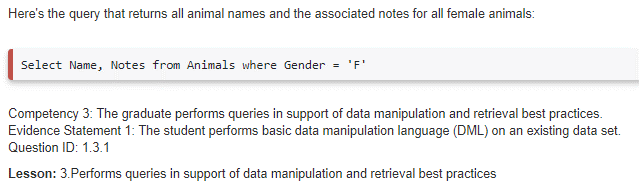 Here's the query that returns all animal names and the associated notes for all female animals:
Select Name, Notes from Animals where Gender = 'F'
Competency 3: The graduate performs queries in support of data manipulation and retrieval best practices.
Evidence Statement 1: The student performs basic data manipulation language (DML) on an existing data set.
Question ID: 1.3.1
Lesson: 3.Performs queries in support of data manipulation and retrieval best practices